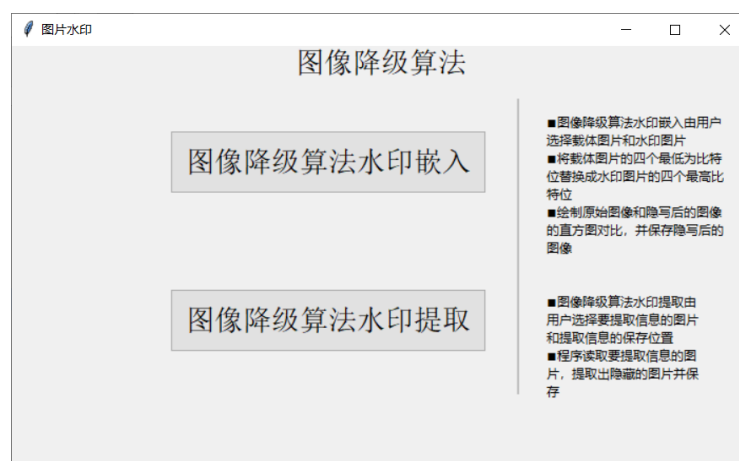 图片水印
图像降级算法
图像降级算法水印嵌入
■图像降级算法水印嵌入由用户
选择载体图片和水印图片
■将载体图片的四个最低为比特
位替换成水印图片的四个最高比
特位
■绘制原始图像和隐写后的图像
的直方图对比，并保存隐写后的
图像
图像降级算法水印提取
■图像降级算法水印提取由
用户选择要提取信息的图片
和提取信息的保存位置
■程序读取要提取信息的图
片，提取出隐藏的图片并保
存